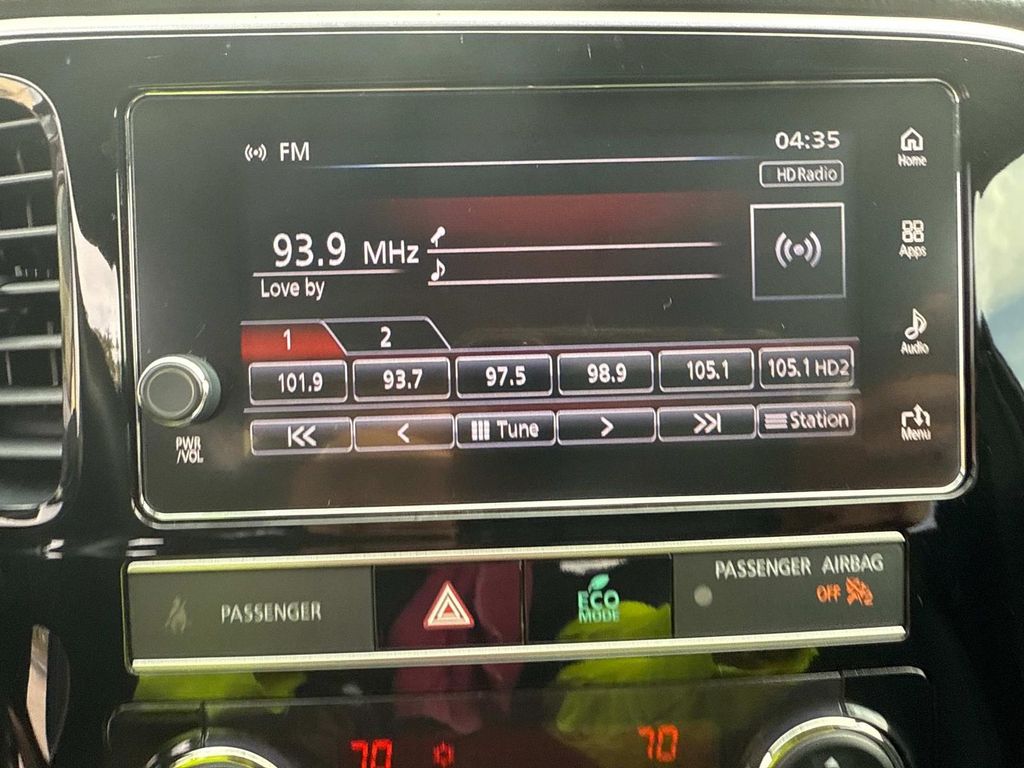 FM
04:35
HD Radio
93.9 MHz
Love by
1 2
101.9 93.7 97.5 98.9 105.1 105.1 HD2
Tune Station
Home
Apps
Audio
Menu
PWR
/VOL
PASSENGER
ECO
MODE
PASSENGER AIRBAG
OFF
70 70